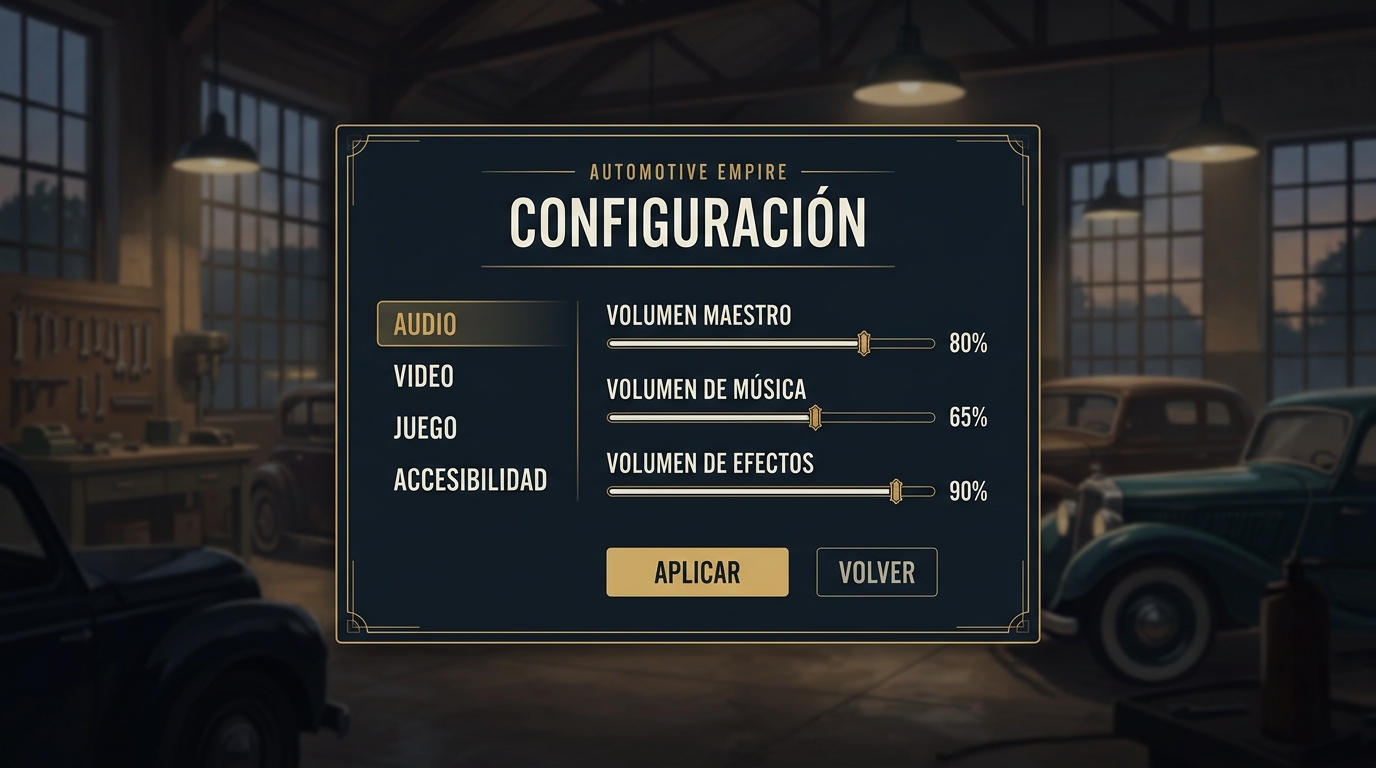 AUTOMOTIVE EMPIRE
CONFIGURACIÓN
AUDIO
VIDEO
JUEGO
ACCESIBILIDAD
VOLUMEN MAESTRO
80%
VOLUMEN DE MÚSICA
65%
VOLUMEN DE EFECTOS
90%
APLICAR
VOLVER